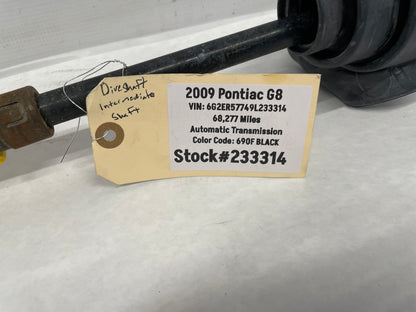 Driveshaft
Intermediate
shaft
2009 Pontiac G8
VIN: 6G2ER57749L233314
68,277 Miles
Automatic Transmission
Color Code: 690F BLACK
Stock#233314